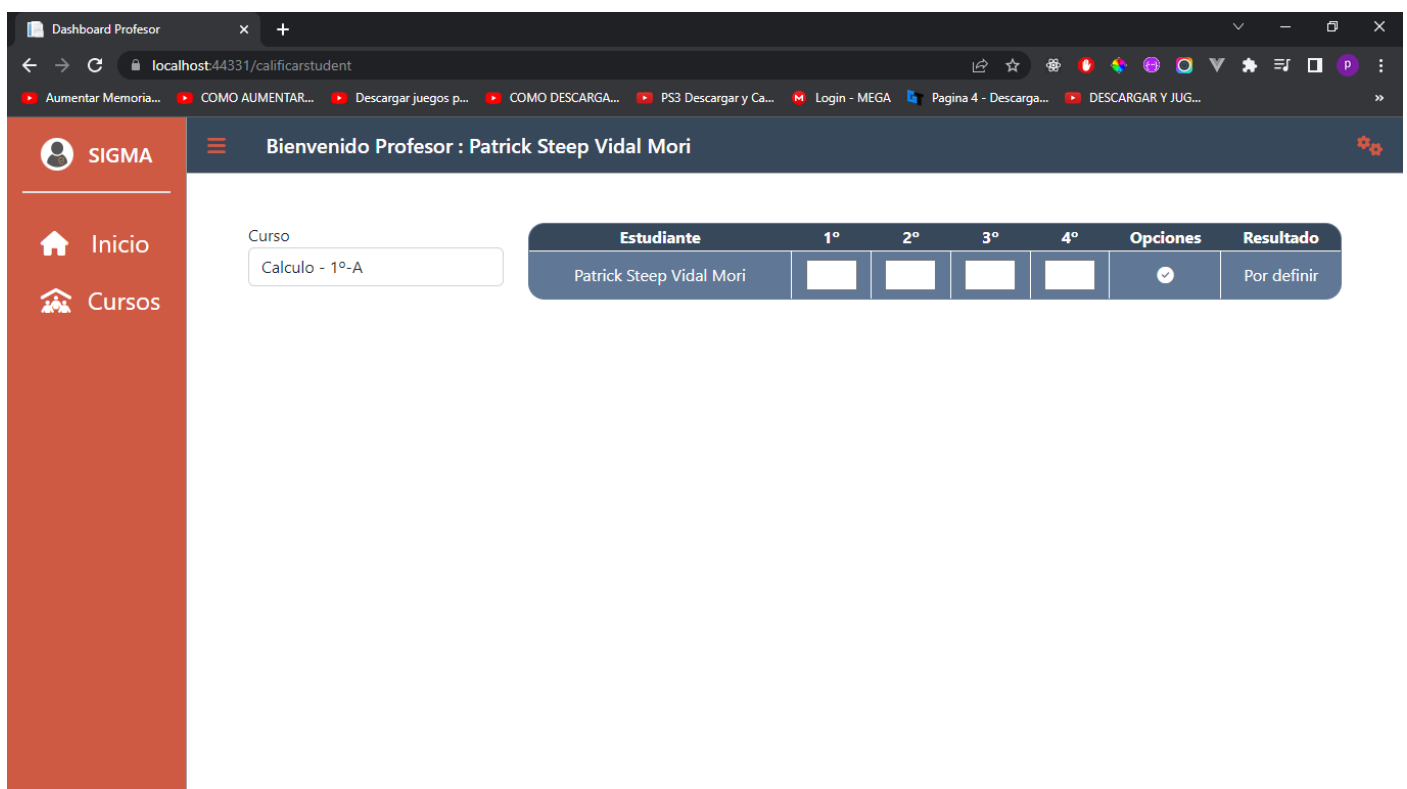 Dashboard Profesor
localhost:44331/calificarstudent
P
Aumentar Memoria... COMO AUMENTAR... Descargar juegos p... COMO DESCARGA... PS3 Descargar y Ca... M Login - MEGA Pagina 4 - Descarga... DESCARGAR Y JUG... »
SIGMA
Bienvenido Profesor : Patrick Steep Vidal Mori
Inicio
Cursos
Curso
Calculo - 1º-A
Estudiante 1º 2º 3º 4º Opciones Resultado
Patrick Steep Vidal Mori Por definir